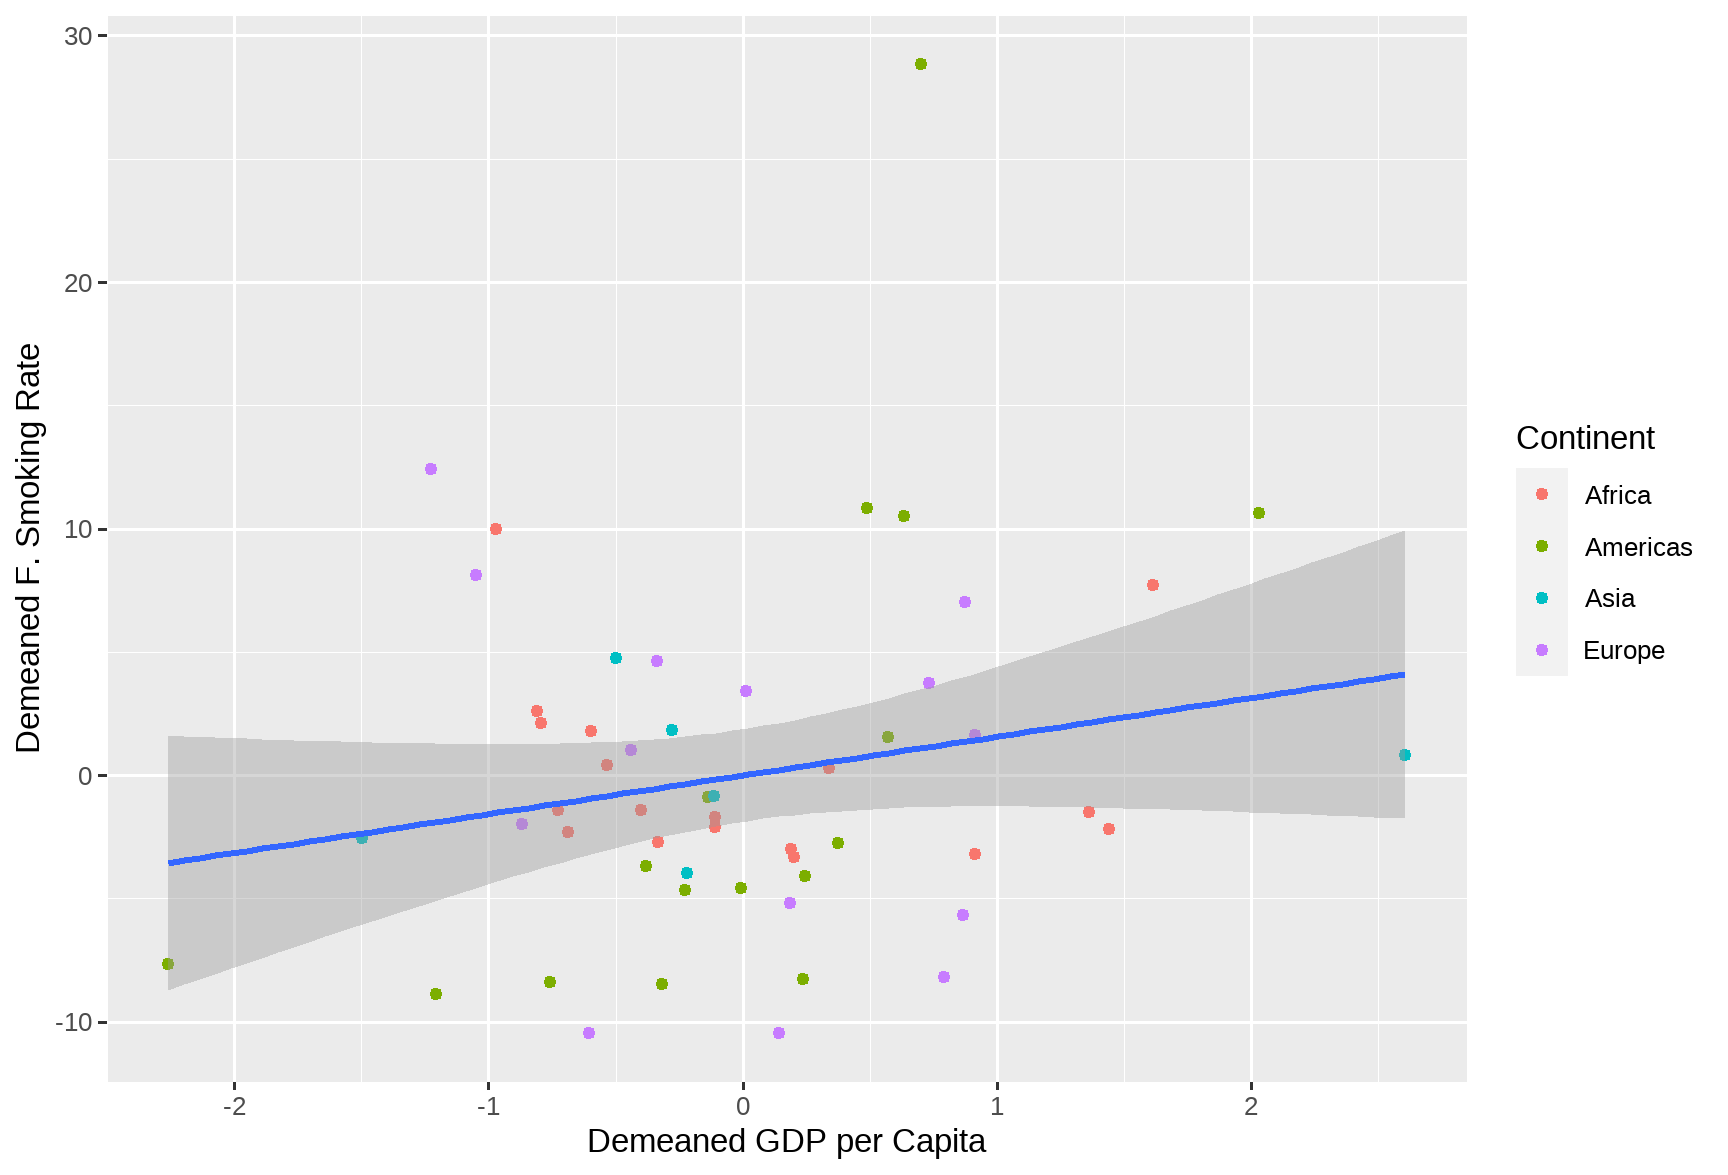 30
20
10
0
-10
Demeaned F. Smoking Rate
-2 -1 0 1 2
Demeaned GDP per Capita
Continent
Africa
Americas
Asia
Europe